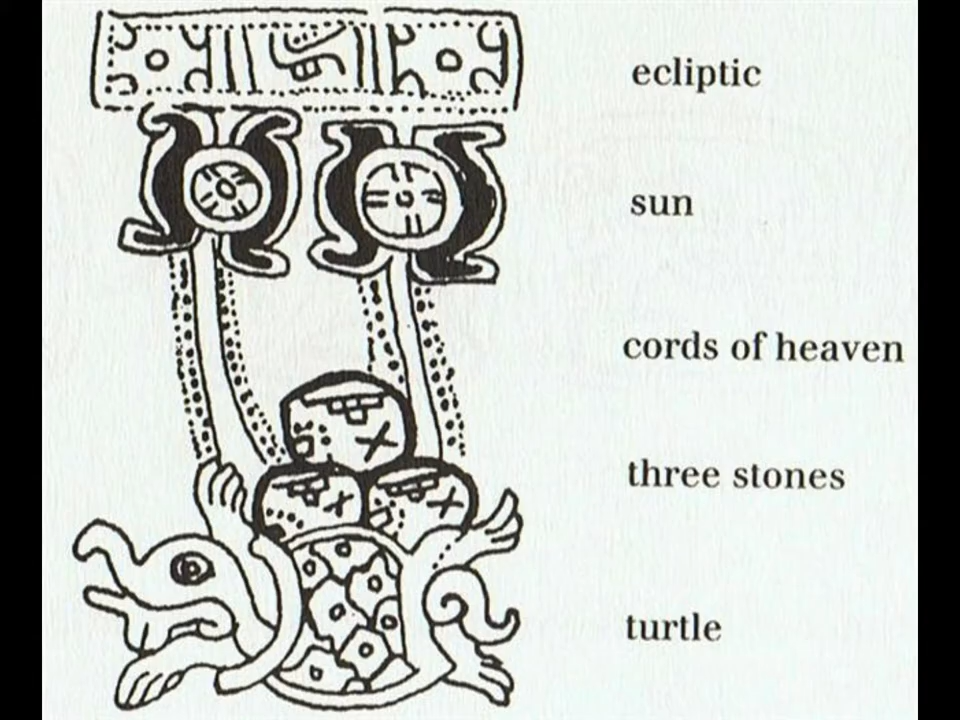 ecliptic
sun
cords of heaven
three stones
turtle